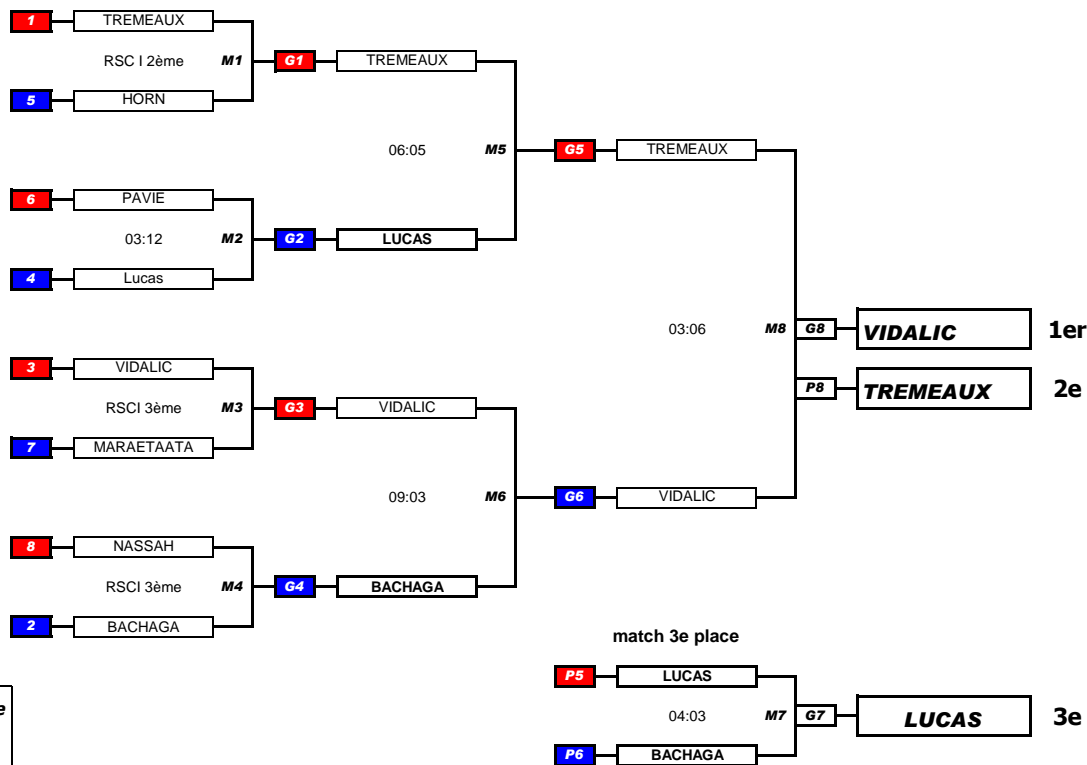 1 TREMEAUX
RSC I 2ème M1 G1 TREMEAUX
5 HORN
06:05 M5 G5 TREMEAUX
6 PAVIE
03:12 M2 G2 LUCAS
4 Lucas
03:06 M8 G8 VIDALIC 1er
3 VIDALIC
P8 TREMEAUX 2e
RSCI 3ème M3 G3 VIDALIC
7 MARAETAATA
09:03 M6 G6 VIDALIC
8 NASSAH
RSCI 3ème M4 G4 BACHAGA
2 BACHAGA
match 3e place
P5 LUCAS
e
04:03 M7 G7 LUCAS 3e
P6 BACHAGA